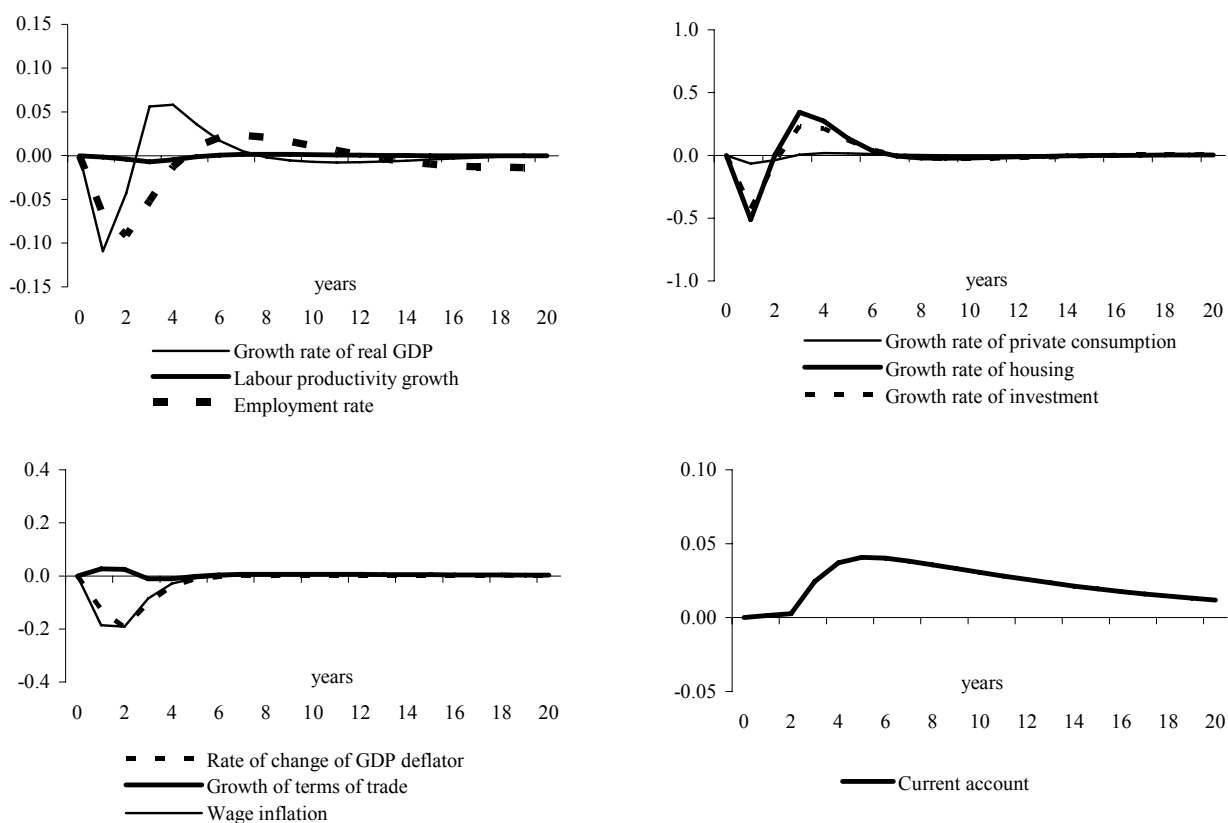 0.15
0.10
0.05
0.00
-0.05
-0.10
-0.15
years
0 2 4 6 8 10 12 14 16 18 20
Growth rate of real GDP
Labour productivity growth
Employment rate
1.0
0.5
0.0
-0.5
-1.0
years
0 2 4 6 8 10 12 14 16 18 20
Growth rate of private consumption
Growth rate of housing
Growth rate of investment
0.4
0.2
0.0
-0.2
-0.4
years
0 2 4 6 8 10 12 14 16 18 20
Rate of change of GDP deflator
Growth of terms of trade
Wage inflation
0.10
0.05
0.00
-0.05
years
0 2 4 6 8 10 12 14 16 18 20
Current account